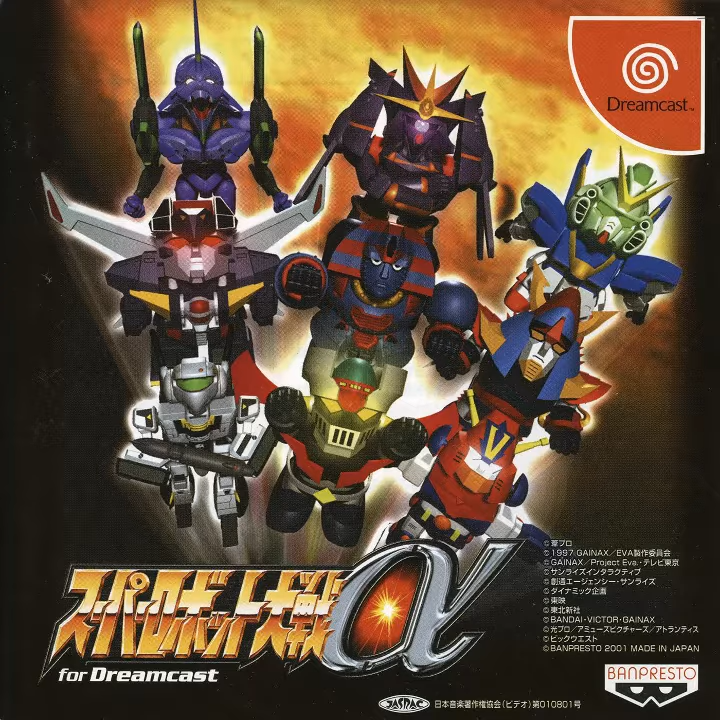 Dreamcast™
スーパーロボット大戦α
for Dreamcast
© 葦プロ
© 1997 GAINAX／EVA製作委員会
© GAINAX／Project Eva.・テレビ東京
© サンライズインタラクティブ
© 創通エージェンシー・サンライズ
© ダイナミック企画
© 東映
© 東北新社
© BANDAI・VICTOR・GAINAX
© 光プロ／アミューズピクチャーズ／アトランティス
© ビックウエスト
© BANPRESTO 2001 MADE IN JAPAN
BANPRESTO
JASRAC 日本音楽著作権協会（ビデオ）第010801号